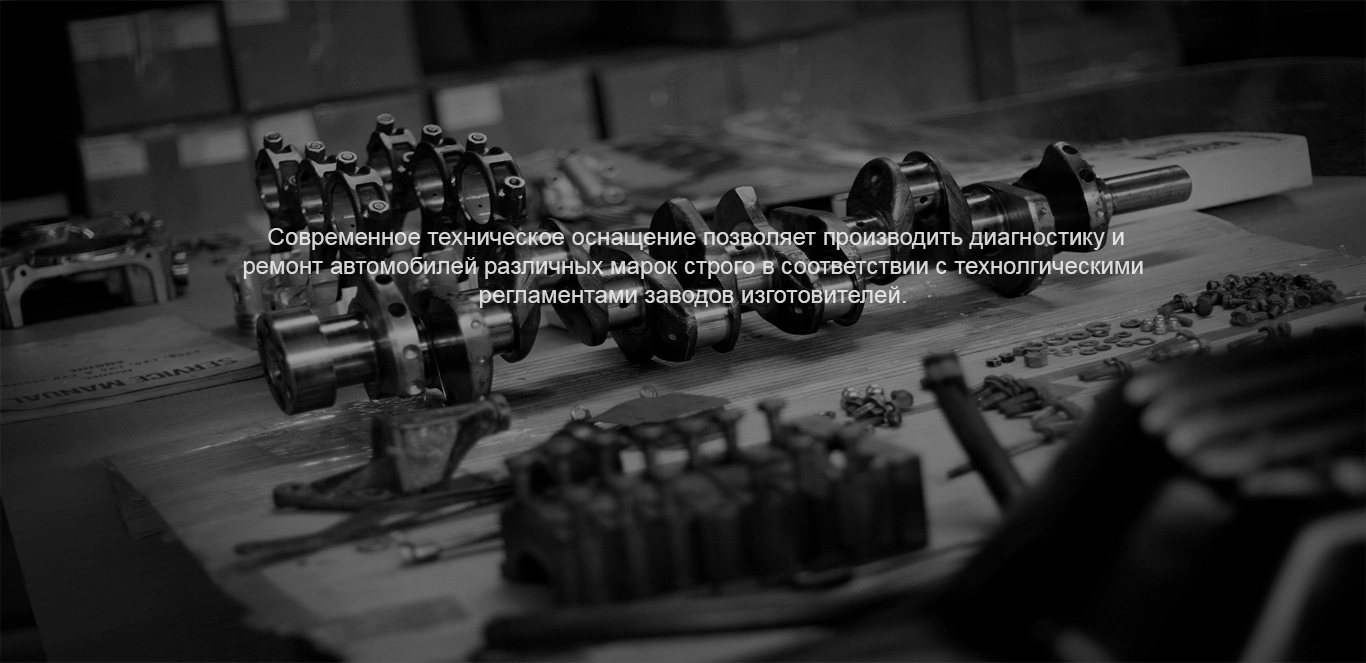 Современное техническое оснащение позволяет производить диагностику и
ремонт автомобилей различных марок строго в соответствии с технолгическими
регламентами заводов изготовителей.
SERVICE MANUAL